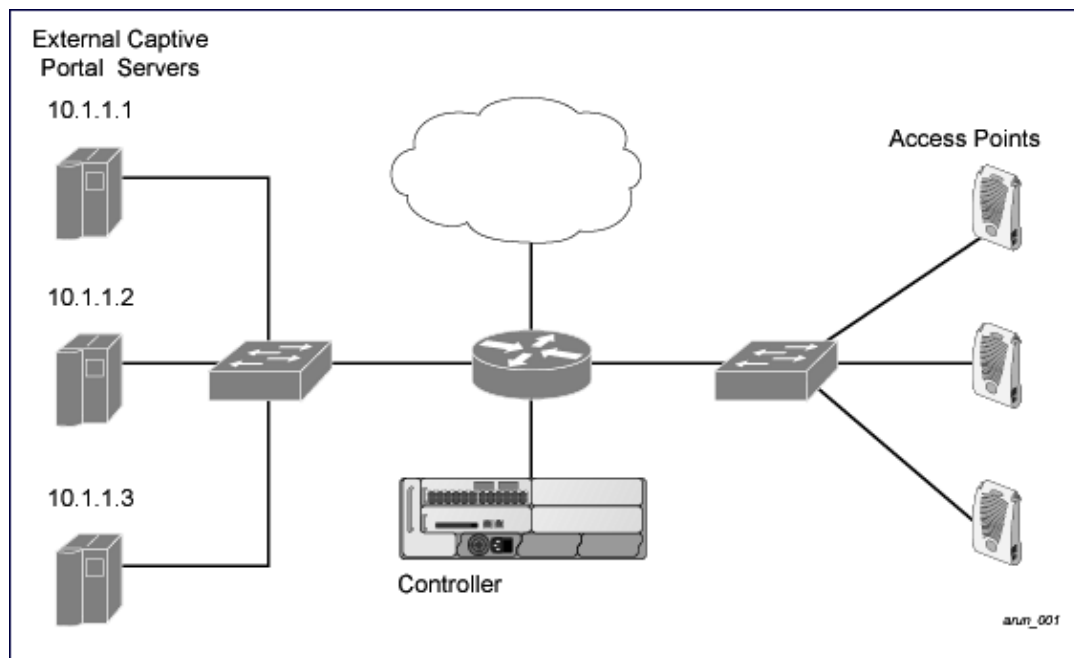 External Captive
Portal Servers
10.1.1.1
Access Points
10.1.1.2
10.1.1.3
Controller
arun_001